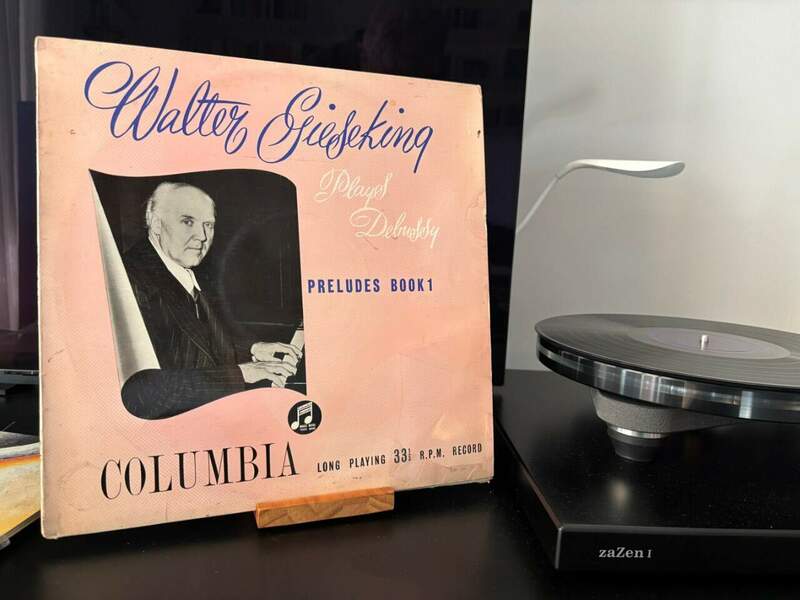 Walter Gieseking
Plays
Debussy
PRELUDES BOOK 1
COLUMBIA
LONG PLAYING 33⅓ R.P.M. RECORD
zaZen I